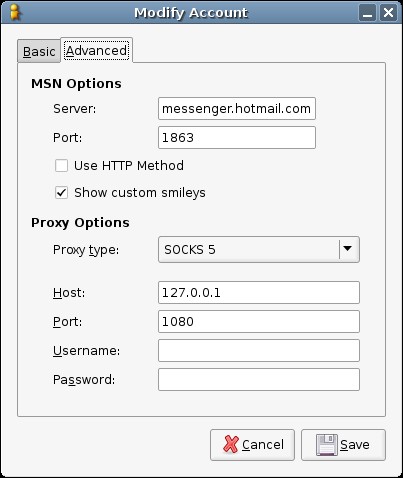 Modify Account
Basic Advanced
MSN Options
Server: messenger.hotmail.com
Port: 1863
Use HTTP Method
Show custom smileys
Proxy Options
Proxy type: SOCKS 5
Host: 127.0.0.1
Port: 1080
Username:
Password:
Cancel Save